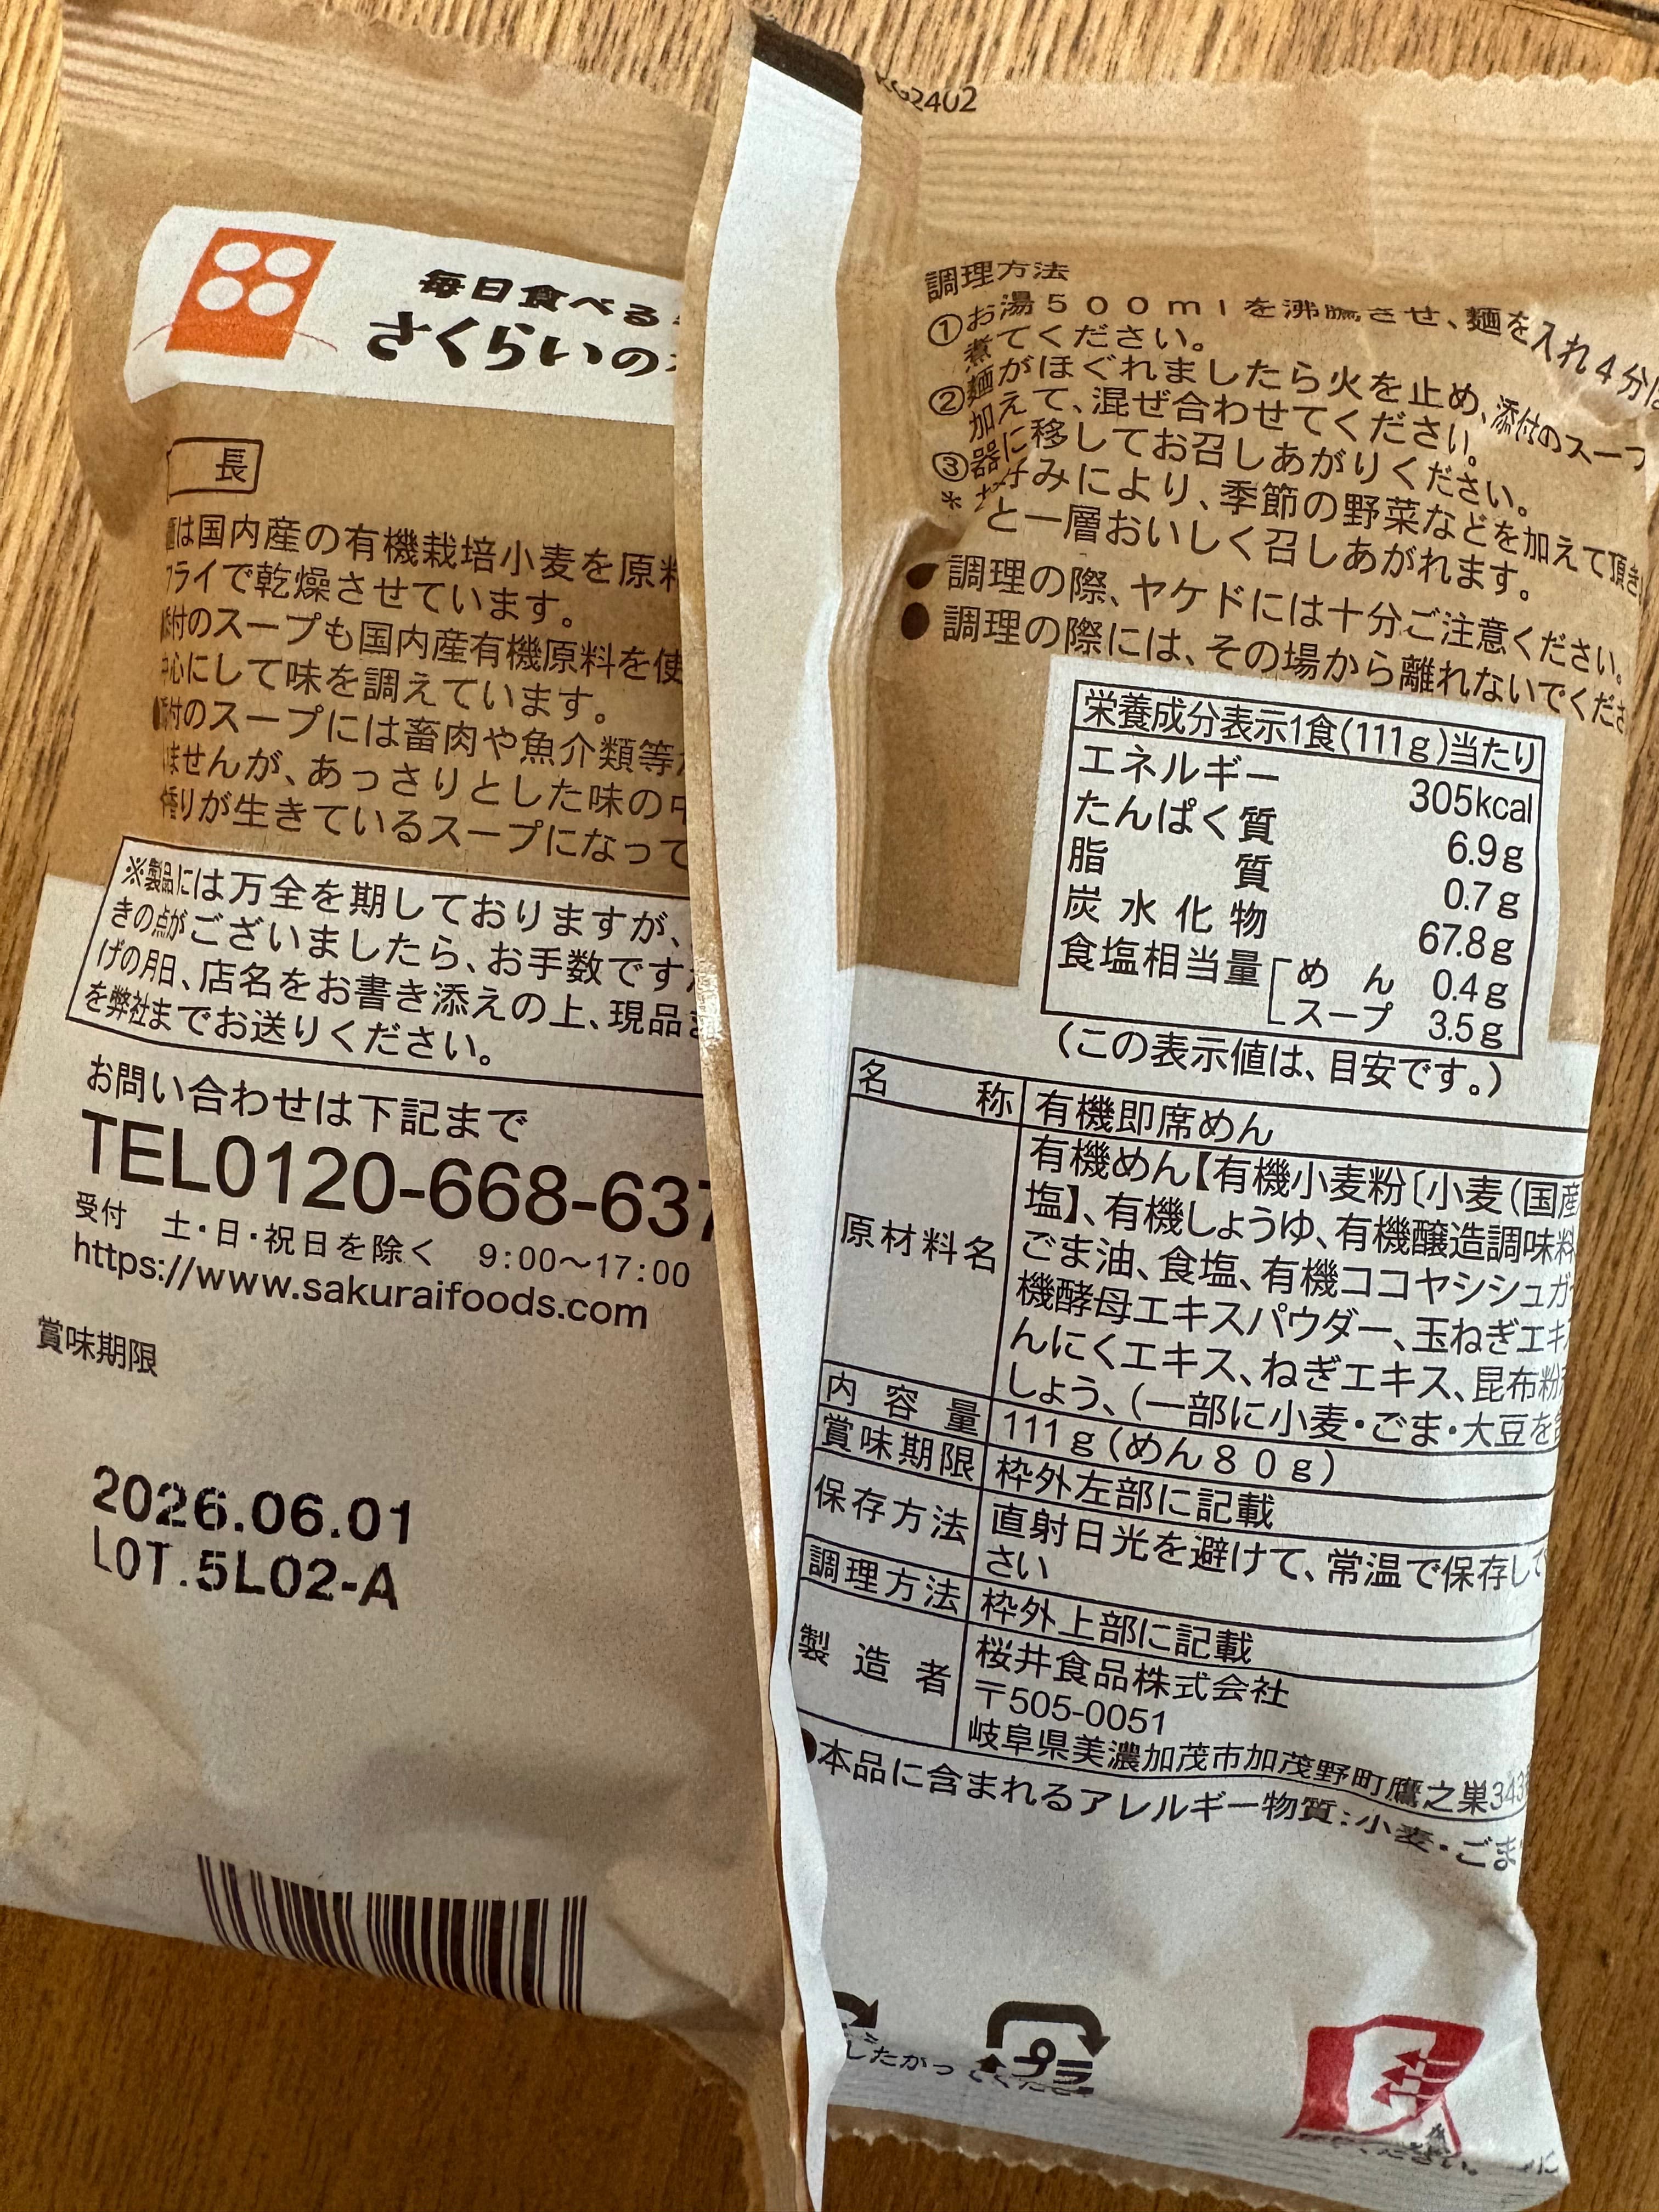 毎日食べる
さくらいの
長
は国内産の有機栽培小麦を原料
フライで乾燥させています。
付のスープも国内産有機原料を使
中心にして味を調えています。
付のスープには畜肉や魚介類等
いませんが、あっさりとした味の中
香りが生きているスープになって
※製品には万全を期しておりますが、
きの点がございましたら、お手数です
げの月日、店名をお書き添えの上、現品
を弊社までお送りください。
お問い合わせは下記まで
TEL0120-668-637
受付 土・日・祝日を除く 9:00〜17:00
https://www.sakuraifoods.com
賞味期限
2026.06.01
LOT.5L02-A
2402
調理方法
①お湯500mlを沸騰させ、麺を入れ4分
煮てください。
②麺がほぐれましたら火を止め、添付のスープ
加えて、混ぜ合わせてください。
③器に移してお召しあがりください。
*お好みにより、季節の野菜などを加えて頂き
と一層おいしく召しあがれます。
●調理の際、ヤケドには十分ご注意ください。
●調理の際には、その場から離れないでくださ
栄養成分表示1食(111g)当たり
エネルギー 305kcal
たんぱく質 6.9g
脂質 0.7g
炭水化物 67.8g
食塩相当量 めん 0.4g
スープ 3.5g
(この表示値は、目安です。)
名称 有機即席めん
原材料名 有機めん【有機小麦粉〔小麦(国産
塩】、有機しょうゆ、有機醸造調味料
ごま油、食塩、有機ココヤシシュガー
機酵母エキスパウダー、玉ねぎエキ
んにくエキス、ねぎエキス、昆布粉
しょう、(一部に小麦・ごま・大豆を含
内容量 111g(めん80g)
賞味期限 枠外左部に記載
保存方法 直射日光を避けて、常温で保存して
さい
調理方法 枠外上部に記載
製造者 桜井食品株式会社
〒505-0051
岐阜県美濃加茂市加茂野町鷹之巣343
●本品に含まれるアレルギー物質:小麦・ごま
したがっ
プラ